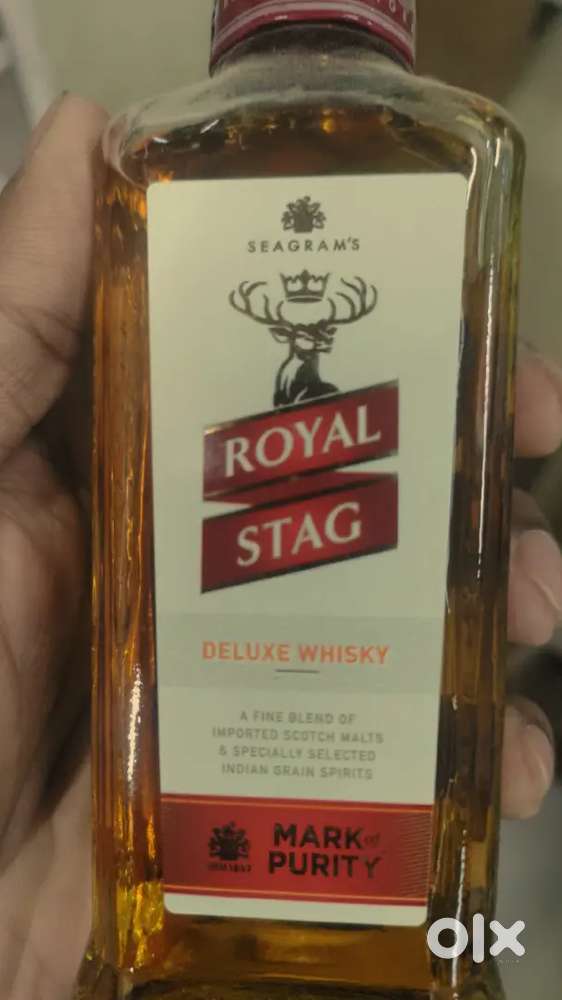 SEAGRAM'S
ROYAL
STAG
DELUXE WHISKY
A FINE BLEND OF
IMPORTED SCOTCH MALTS
& SPECIALLY SELECTED
INDIAN GRAIN SPIRITS
MARK of
PURITY
olx